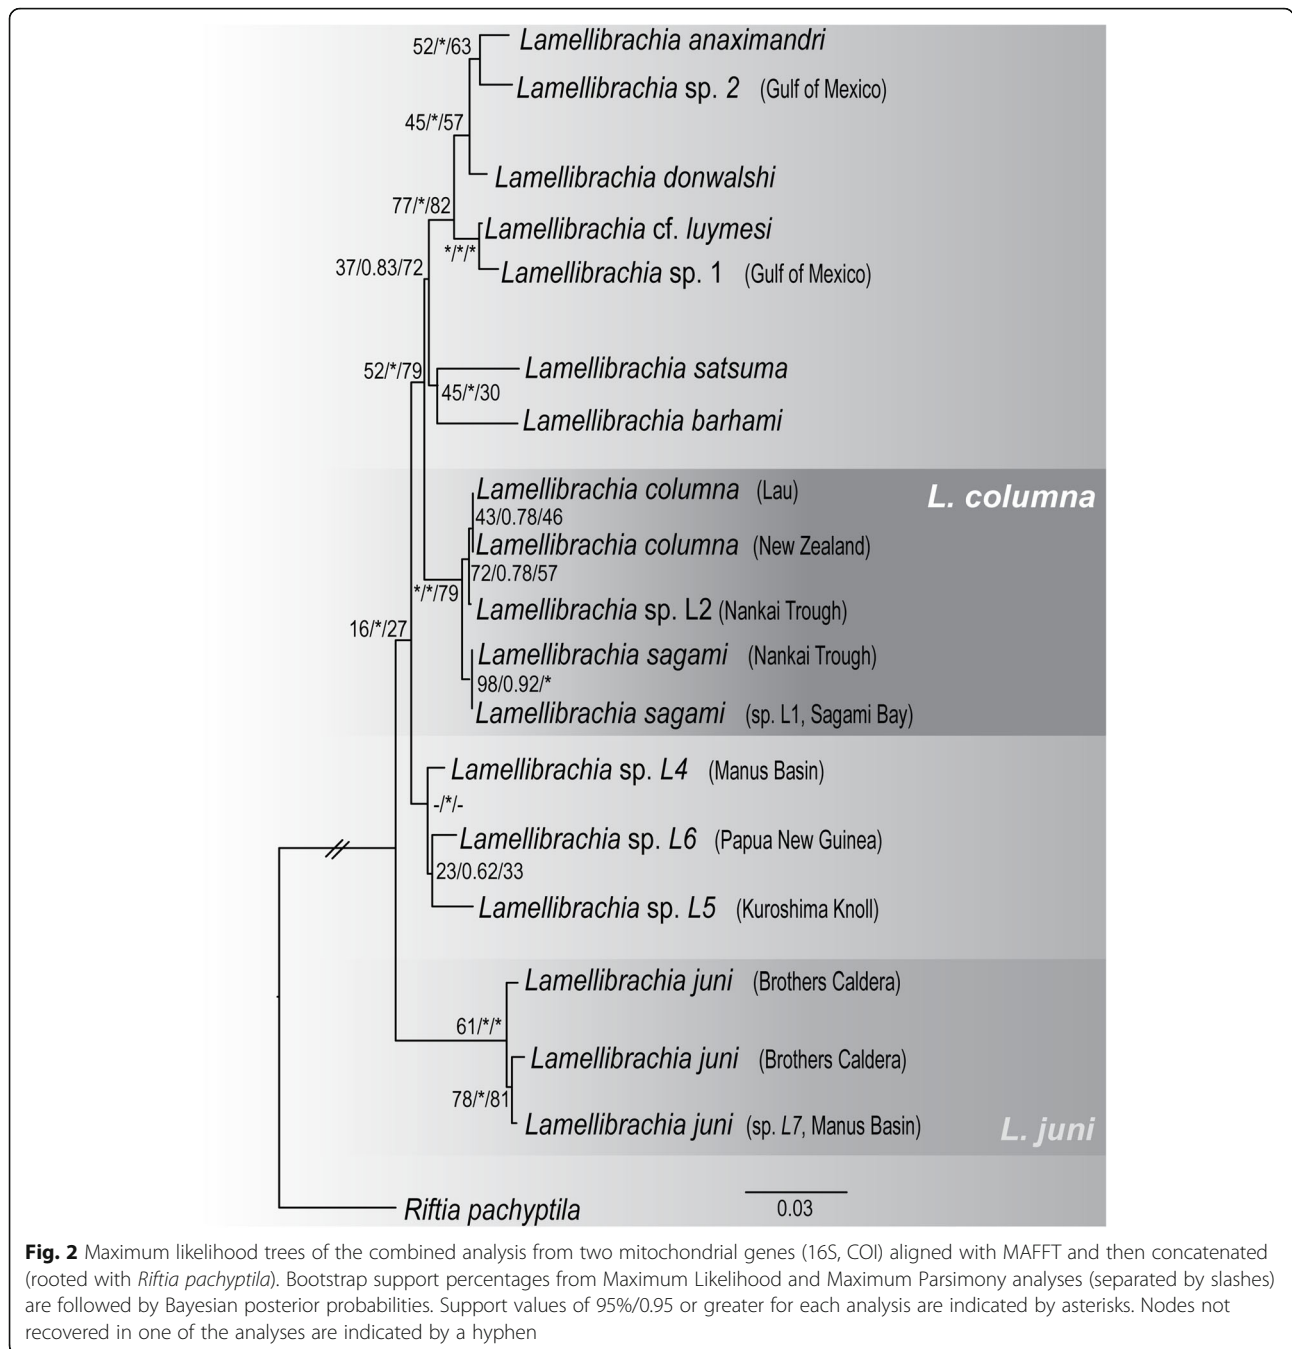 52/*/63
Lamellibrachia anaximandri
Lamellibrachia sp. 2 (Gulf of Mexico)
45/*/57
Lamellibrachia donwalshi
77/*/82
Lamellibrachia cf. luymesi
*/*/*
37/0.83/72
Lamellibrachia sp. 1 (Gulf of Mexico)
52/*/79
Lamellibrachia satsuma
45/*/30
Lamellibrachia barhami
Lamellibrachia columna (Lau)
L. columna
43/0.78/46
Lamellibrachia columna (New Zealand)
72/0.78/57
*/*/79
Lamellibrachia sp. L2 (Nankai Trough)
16/*/27
Lamellibrachia sagami (Nankai Trough)
98/0.92/*
Lamellibrachia sagami (sp. L1, Sagami Bay)
Lamellibrachia sp. L4 (Manus Basin)
-/*/-
Lamellibrachia sp. L6 (Papua New Guinea)
23/0.62/33
Lamellibrachia sp. L5 (Kuroshima Knoll)
Lamellibrachia juni (Brothers Caldera)
61/*/*
Lamellibrachia juni (Brothers Caldera)
78/*/81
Lamellibrachia juni (sp. L7, Manus Basin)
L. juni
Riftia pachyptila
0.03
Fig. 2 Maximum likelihood trees of the combined analysis from two mitochondrial genes (16S, COI) aligned with MAFFT and then concatenated
(rooted with Riftia pachyptila). Bootstrap support percentages from Maximum Likelihood and Maximum Parsimony analyses (separated by slashes)
are followed by Bayesian posterior probabilities. Support values of 95%/0.95 or greater for each analysis are indicated by asterisks. Nodes not
recovered in one of the analyses are indicated by a hyphen